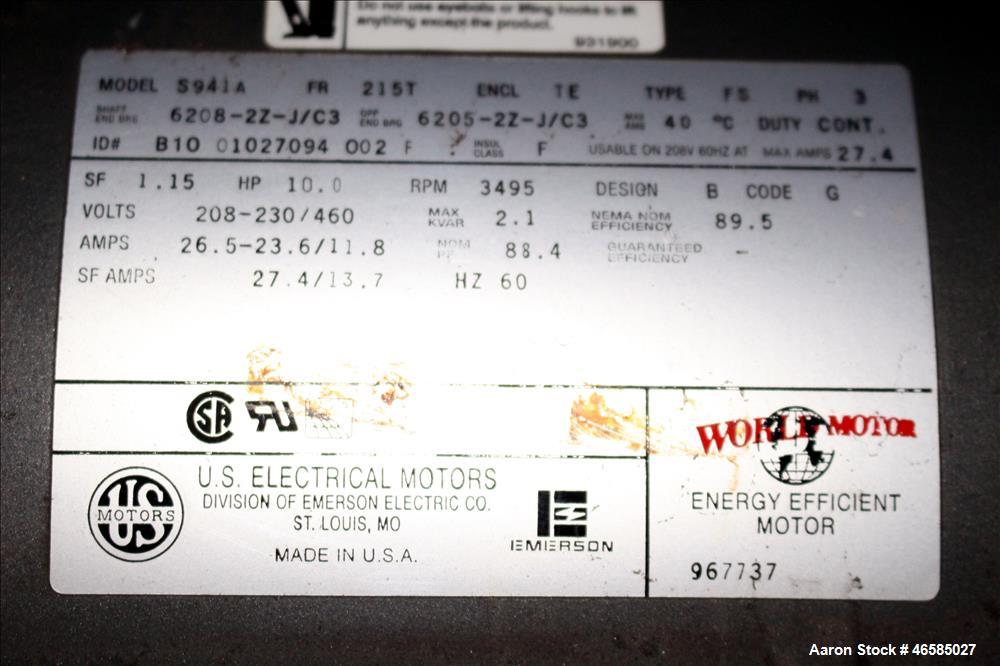 Do not use eyebolts or lifting hooks to lift
anything except the product.
931900
MODEL S941A FR 215T ENCL TE TYPE FS PH 3
SHAFT END BRG 6208-2Z-J/C3 OPP END BRG 6205-2Z-J/C3 MAX AMB 40 °C DUTY CONT.
ID# B10 01027094 002 F INSUL CLASS F USABLE ON 208V 60HZ AT MAX AMPS 27.4
SF 1.15 HP 10.0 RPM 3495 DESIGN B CODE G
VOLTS 208-230/460 MAX KVAR 2.1 NEMA NOM EFFICIENCY 89.5
AMPS 26.5-23.6/11.8 NOM PF 88.4 GUARANTEED EFFICIENCY -
SF AMPS 27.4/13.7 HZ 60
SA
RU
WORLD MOTOR
ENERGY EFFICIENT
MOTOR
967737
US
MOTORS
U.S. ELECTRICAL MOTORS
DIVISION OF EMERSON ELECTRIC CO.
ST. LOUIS, MO
MADE IN U.S.A.
EMERSON
Aaron Stock # 46585027